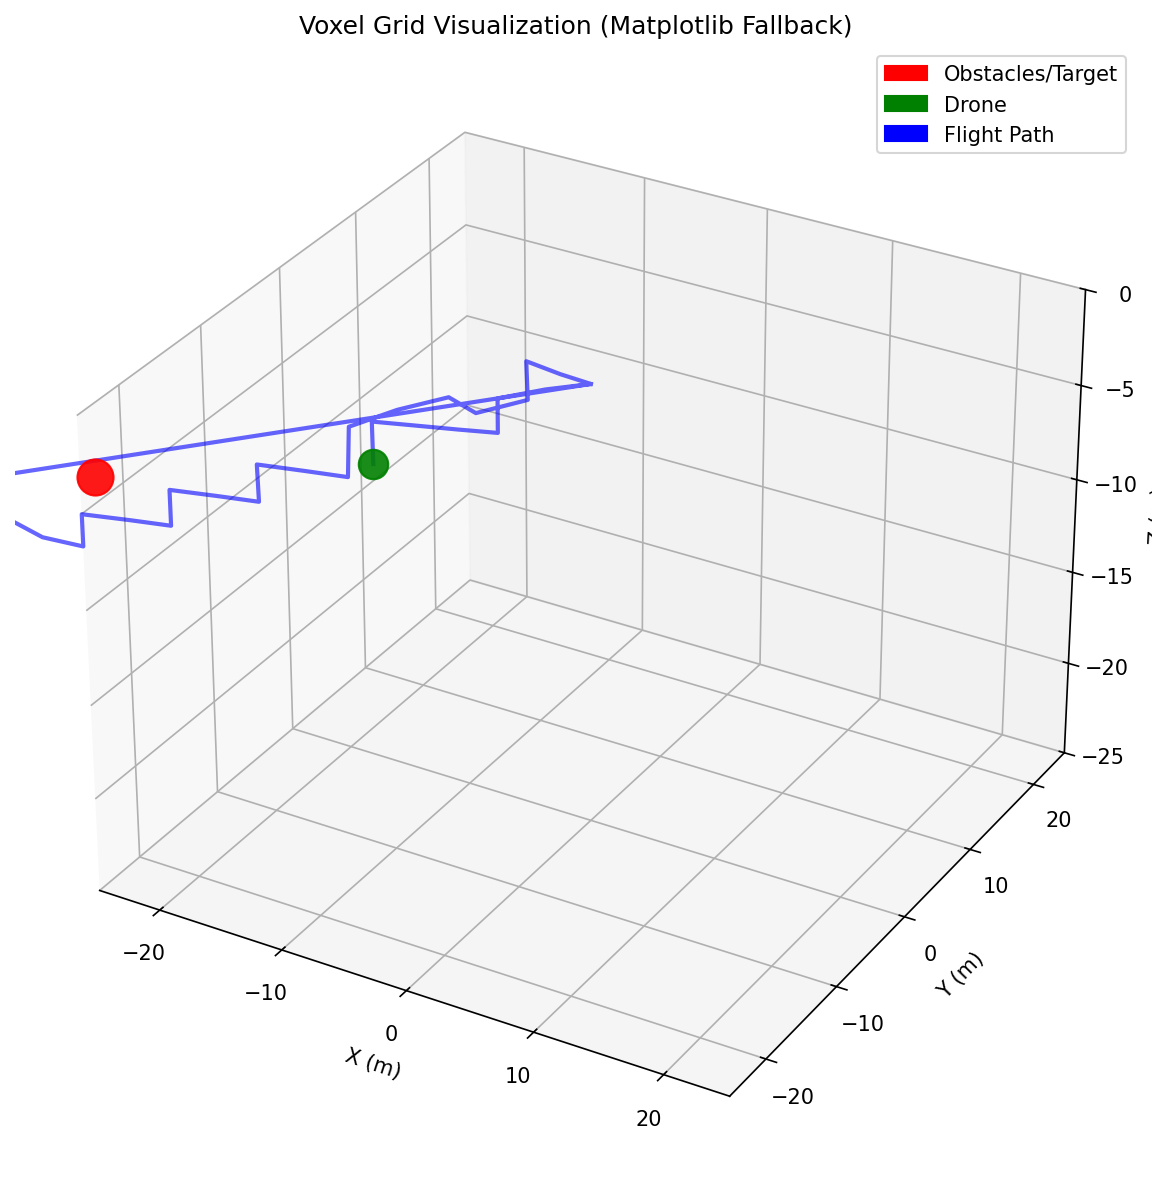 Voxel Grid Visualization (Matplotlib Fallback)
Obstacles/Target
Drone
Flight Path
0
−5
−10
−15
−20
−25
20
10
0
−10
−20
Y (m)
−20
−10
0
10
20
X (m)